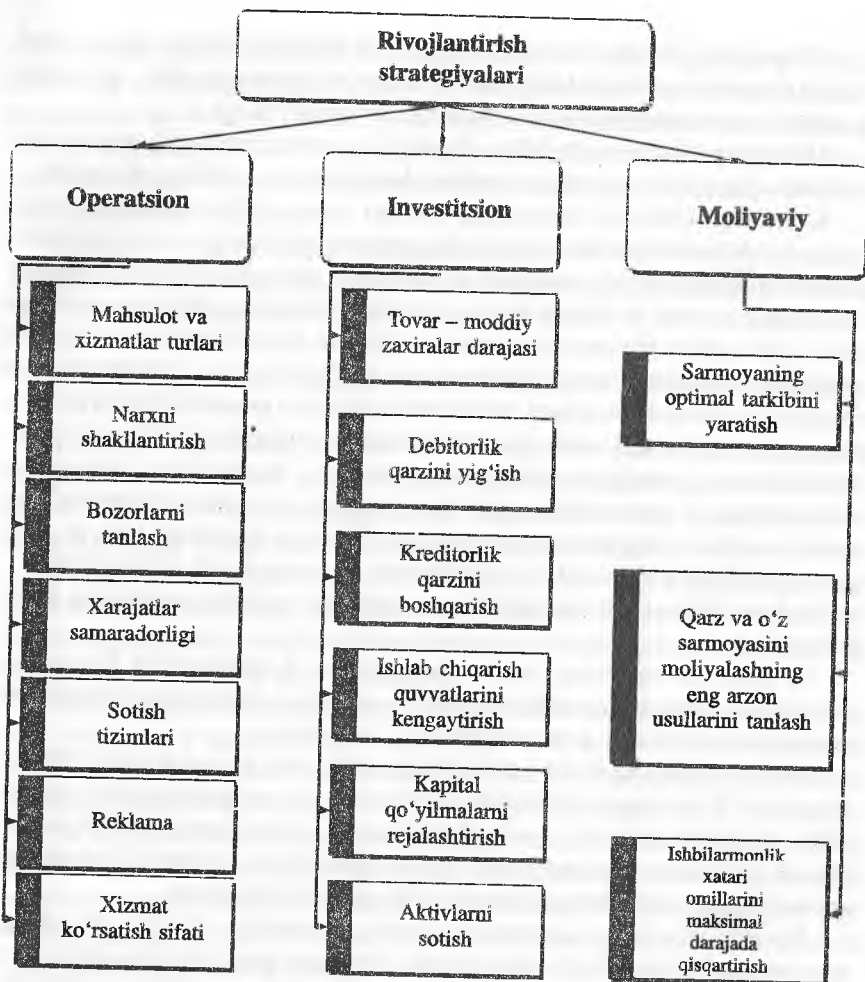 Rivojlantirish
strategiyalari
Operatsion
Mahsulot va
xizmatlar turlari
Narxni
shakllantirish
Bozorlarni
tanlash
Xarajatlar
samaradorligi
Sotish
tizimlari
Reklama
Xizmat
ko‘rsatish sifati
Investitsion
Tovar – moddiy
zaxiralar darajasi
Debitorlik
qarzini yig‘ish
Kreditorlik
qarzini
boshqarish
Ishlab chiqarish
quvvatlarini
kengaytirish
Kapital
qo‘yilmalarni
rejalashtirish
Aktivlarni
sotish
Moliyaviy
Sarmoyaning
optimal tarkibini
yaratish
Qarz va o‘z
sarmoyasini
moliyalashning
eng arzon
usullarini tanlash
Ishbilarmonlik
xatari
omillarini
maksimal
darajada
qisqartirish